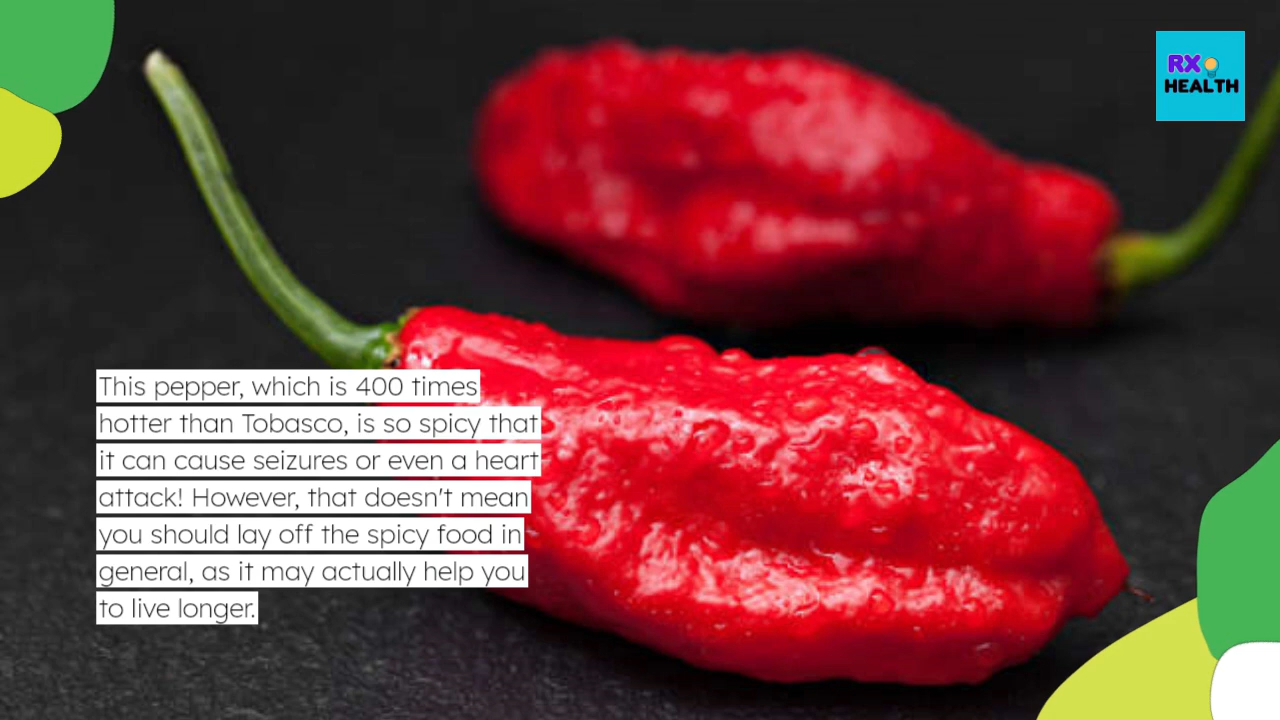 RX
HEALTH
This pepper, which is 400 times
hotter than Tobasco, is so spicy that
it can cause seizures or even a heart
attack! However, that doesn't mean
you should lay off the spicy food in
general, as it may actually help you
to live longer.